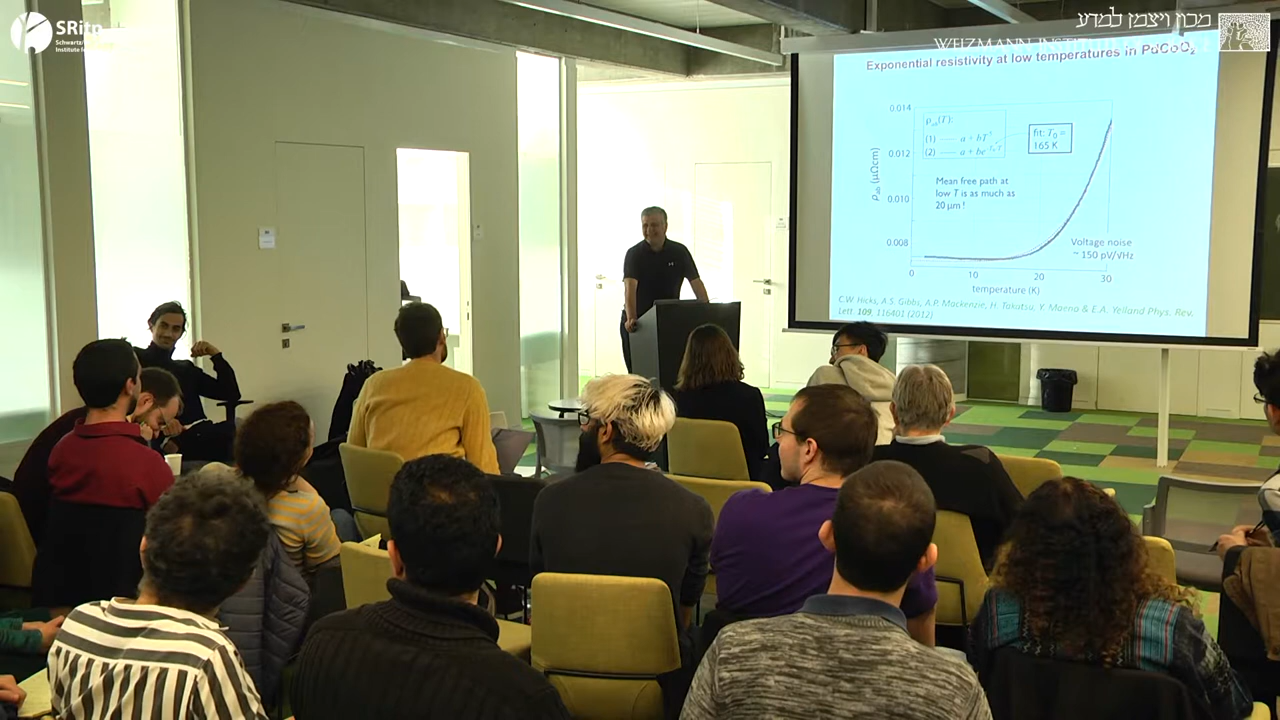 SRitp
Schwartz/
Institute f
מכון ויצמן למדע
WEIZMANN INSTITUTE
Exponential resistivity at low temperatures in PdCoO₂
0.014
0.012
0.010
0.008
ρab (μΩcm)
ρab(T):
(1) — a + bT
(2) — a + be
fit: T₀ =
165 K
Mean free path at
low T is as much as
20 μm!
Voltage noise
~ 150 pV/√Hz
0 10 20 30
temperature (K)
C.W. Hicks, A.S. Gibbs, A.P. Mackenzie, H. Takatsu, Y. Maeno & E.A. Yelland Phys. Rev.
Lett. 109, 116401 (2012)